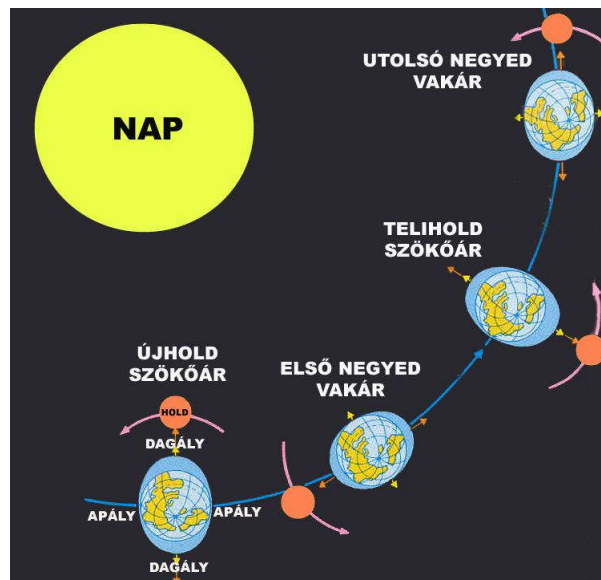 NAP
UTOLSÓ NEGYED
VAKÁR
TELIHOLD
SZÖKŐÁR
ÚJHOLD
SZÖKŐÁR
ELSŐ NEGYED
VAKÁR
HOLD
DAGÁLY
APÁLY
APÁLY
DAGÁLY